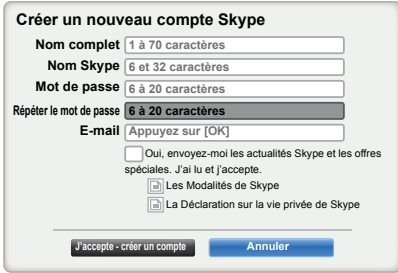 Créer un nouveau compte Skype
Nom complet 1 à 70 caractères
Nom Skype 6 et 32 caractères
Mot de passe 6 à 20 caractères
Répéter le mot de passe 6 à 20 caractères
E-mail Appuyez sur [OK]
Oui, envoyez-moi les actualités Skype et les offres
spéciales. J'ai lu et j'accepte.
Les Modalités de Skype
La Déclaration sur la vie privée de Skype
J'accepte - créer un compte Annuler